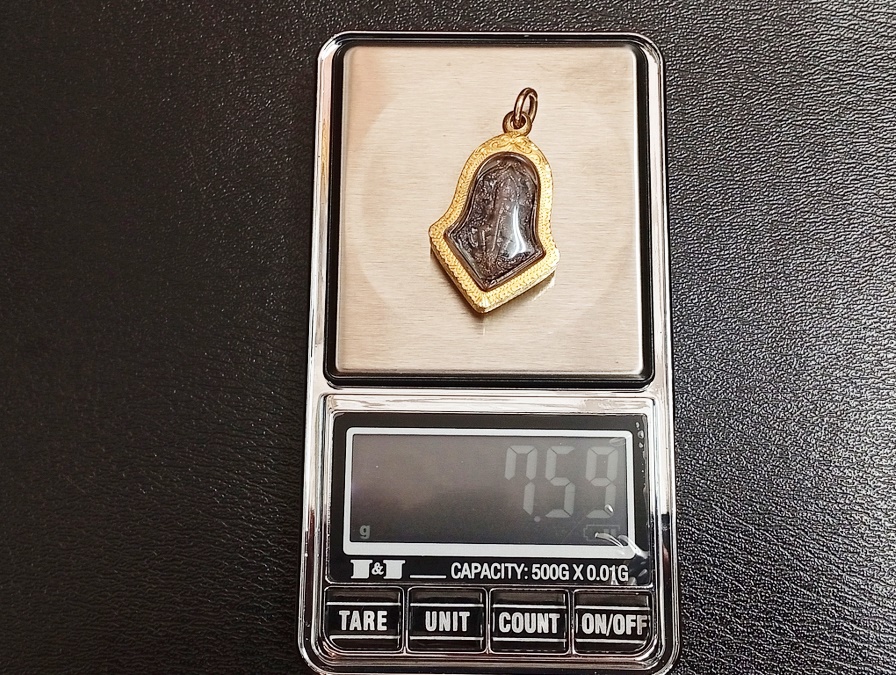 7.59
g
I&I CAPACITY: 500G X 0.01G
TARE UNIT COUNT ON/OFF